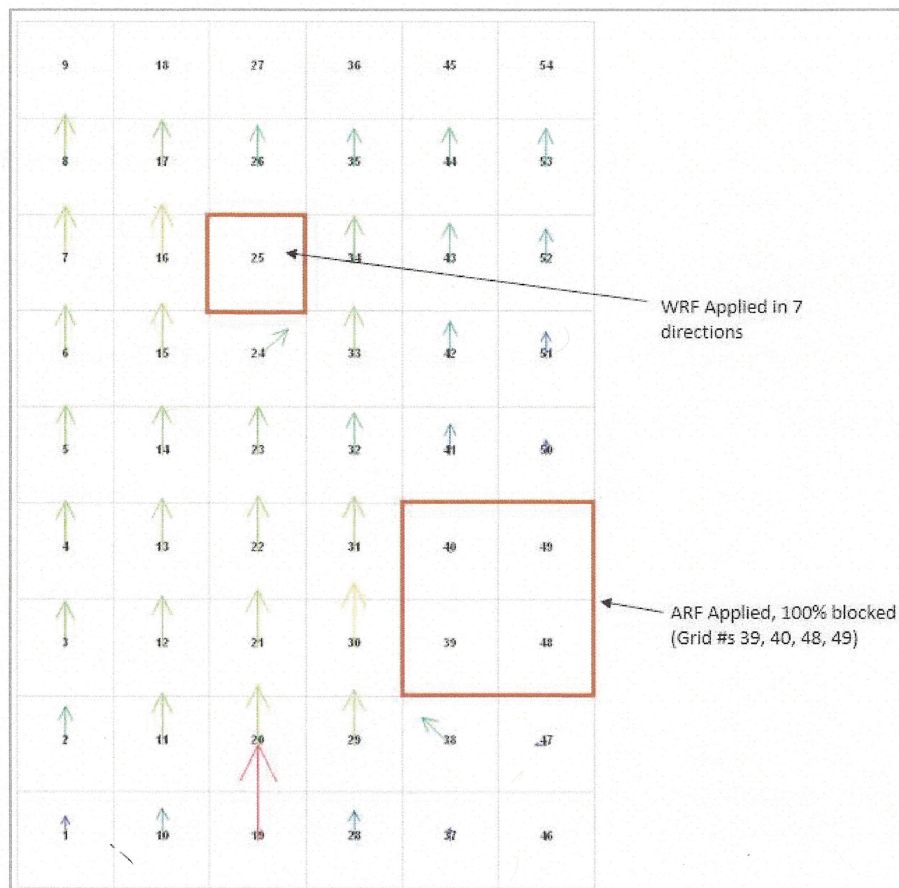 9 18 27 36 45 54
8 17 26 35 44 53
7 16 25 34 43 52
WRF Applied in 7
directions
6 15 24 33 42 51
5 14 23 32 41 50
4 13 22 31 40 49
ARF Applied, 100% blocked
(Grid #s 39, 40, 48, 49)
3 12 21 30 39 48
2 11 20 29 38 47
1 10 19 28 37 46